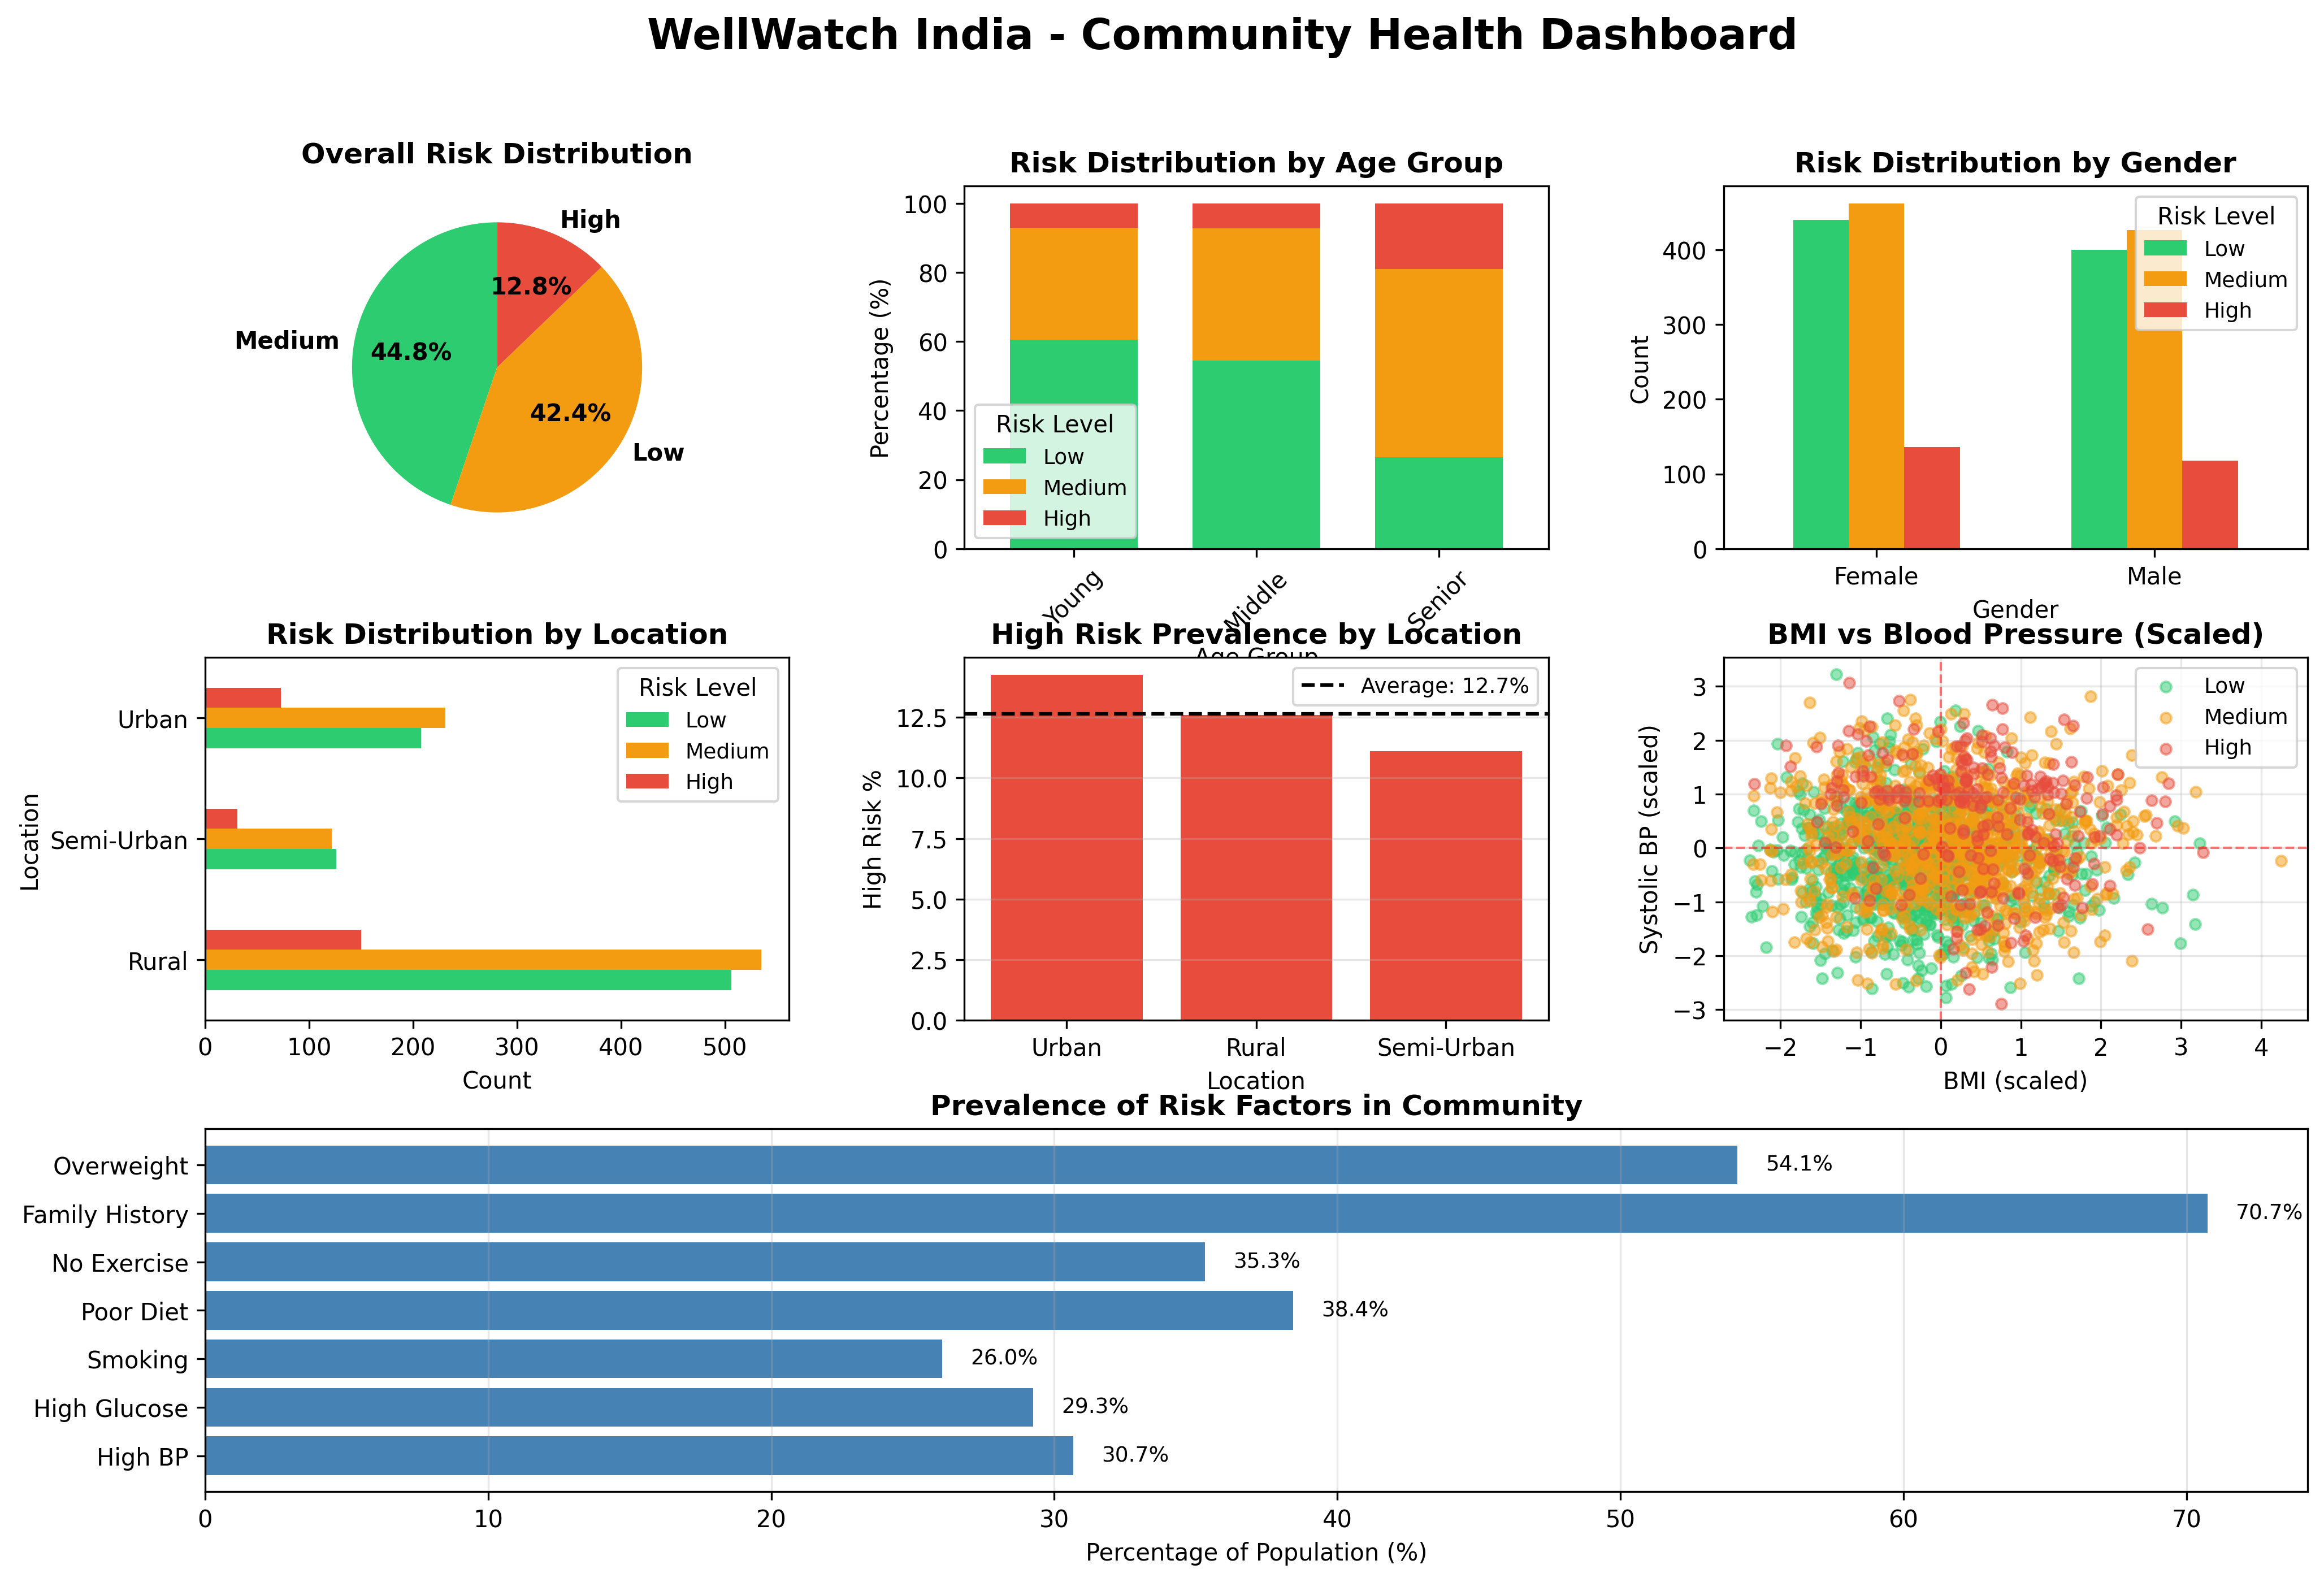 WellWatch India - Community Health Dashboard
Overall Risk Distribution
High
12.8%
Medium
44.8%
42.4%
Low
Risk Distribution by Age Group
Percentage (%)
100
80
60
40
20
0
Risk Level
Low
Medium
High
Young
Middle
Senior
Age Group
Risk Distribution by Gender
Count
400
300
200
100
0
Risk Level
Low
Medium
High
Female
Male
Gender
Risk Distribution by Location
Location
Urban
Semi-Urban
Rural
Risk Level
Low
Medium
High
0 100 200 300 400 500
Count
High Risk Prevalence by Location
High Risk %
12.5
10.0
7.5
5.0
2.5
0.0
Average: 12.7%
Urban
Rural
Semi-Urban
Location
BMI vs Blood Pressure (Scaled)
Systolic BP (scaled)
3
2
1
0
−1
−2
−3
Low
Medium
High
−2 −1 0 1 2 3 4
BMI (scaled)
Prevalence of Risk Factors in Community
Overweight 54.1%
Family History 70.7%
No Exercise 35.3%
Poor Diet 38.4%
Smoking 26.0%
High Glucose 29.3%
High BP 30.7%
0 10 20 30 40 50 60 70
Percentage of Population (%)